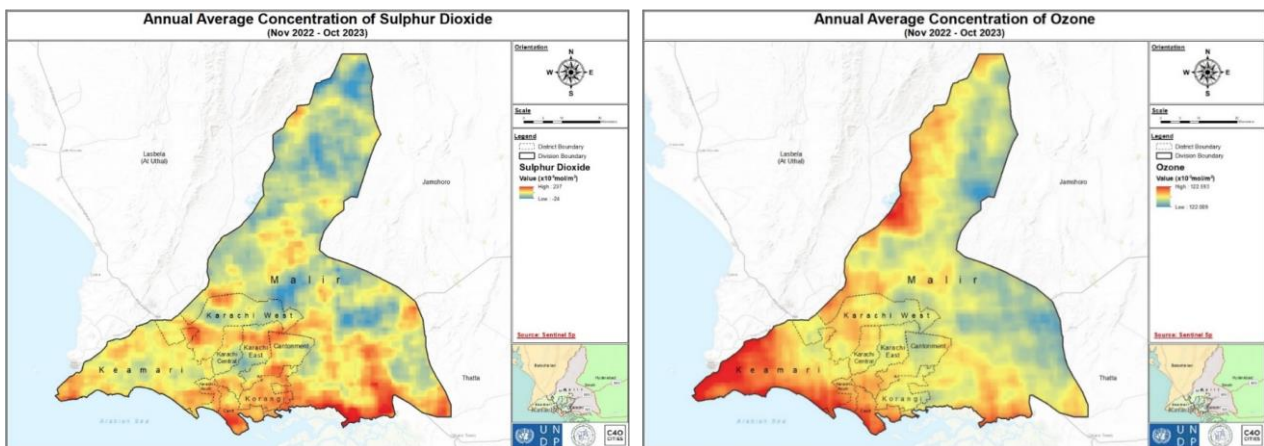 Annual Average Concentration of Sulphur Dioxide
(Nov 2022 - Oct 2023)
Orientation
N
W E
S
Scale
Legend
District Boundary
Division Boundary
Sulphur Dioxide
High : 237
Low : -24
Source: Sentinel 5p
Lasbela
(At Uthal)
Jamshoro
Malir
Karachi West
Karachi
Central
Karachi
East
Cantonment
Keamari
Korangi
Thatta
Arabian Sea
U N
D P
C40
CITIES
Annual Average Concentration of Ozone
(Nov 2022 - Oct 2023)
Orientation
N
W E
S
Scale
Legend
District Boundary
Division Boundary
Ozone
Source: Sentinel 5p
Lasbela
(At Uthal)
Jamshoro
Malir
Karachi West
Karachi
Central
Karachi
East
Cantonment
Keamari
Korangi
Thatta
Arabian Sea
U N
D P
C40
CITIES